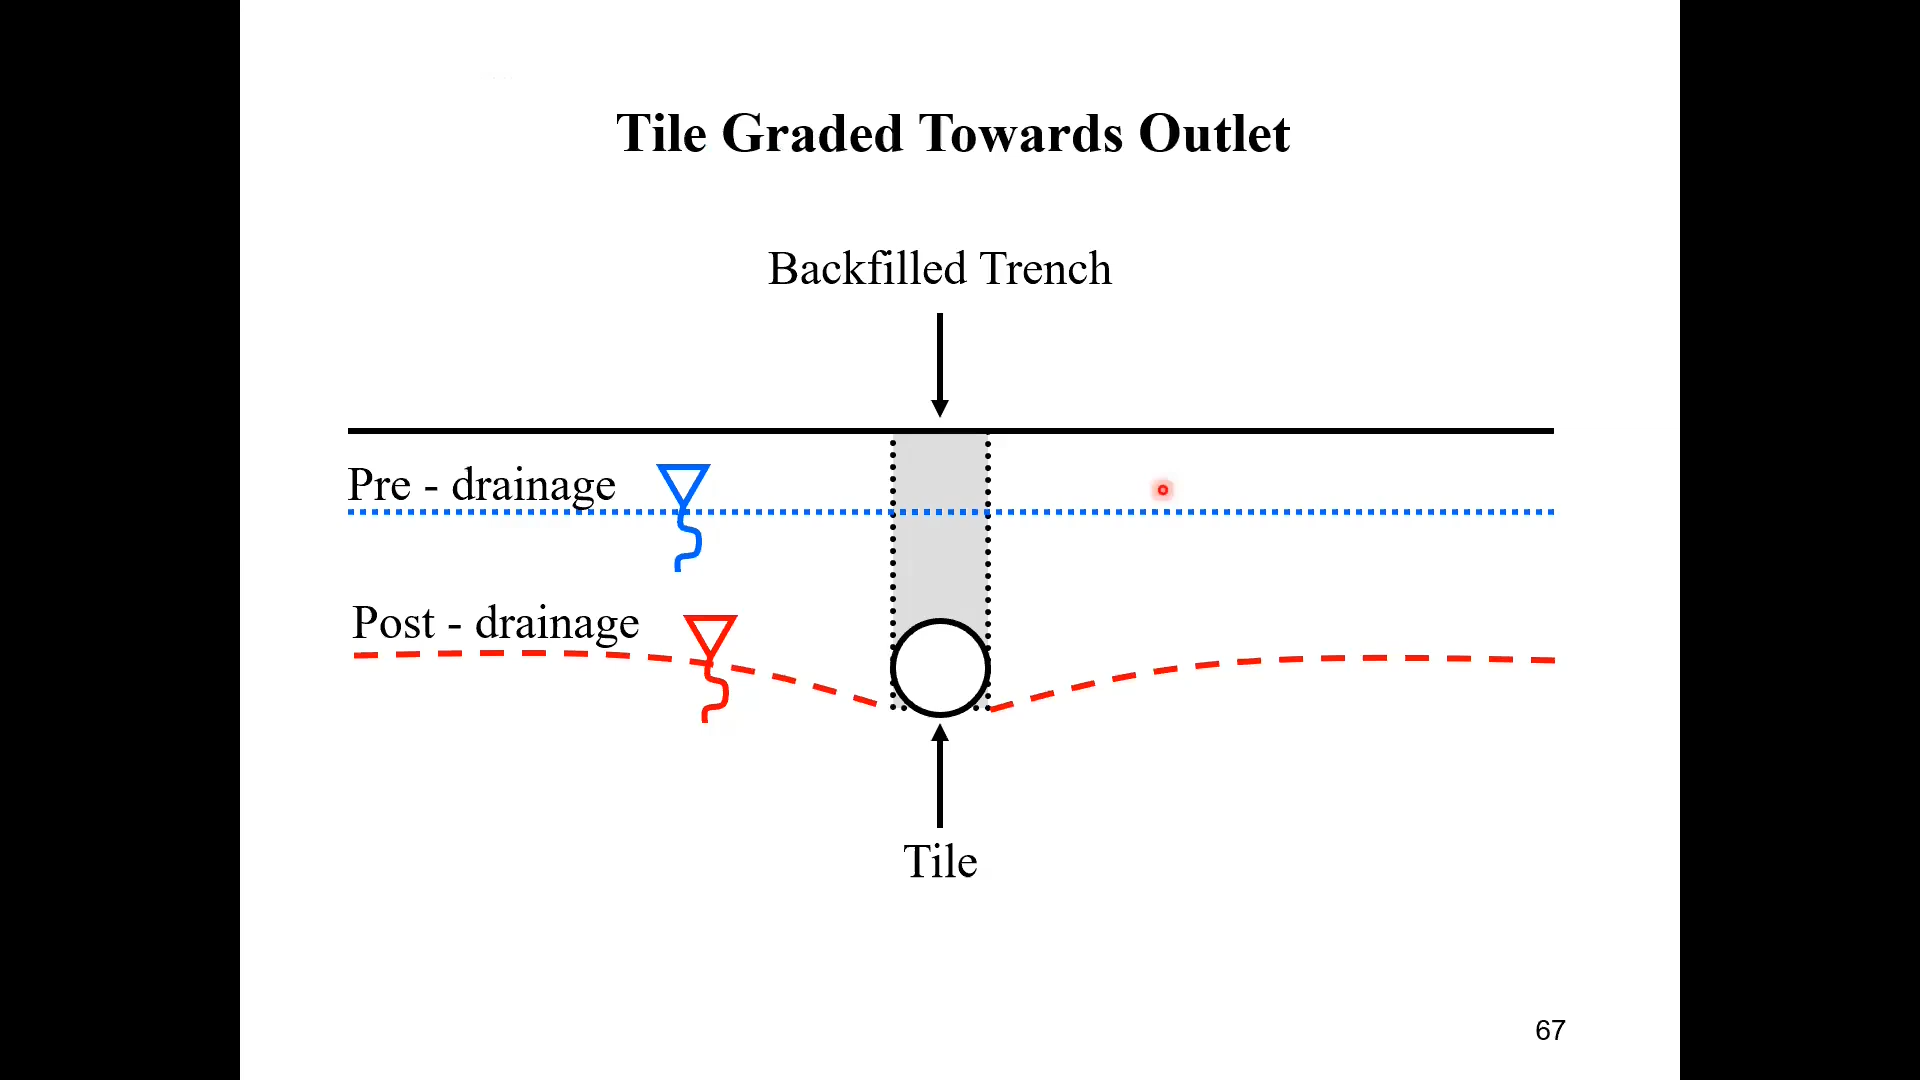 Tile Graded Towards Outlet
Backfilled Trench
Pre - drainage
Post - drainage
Tile
67